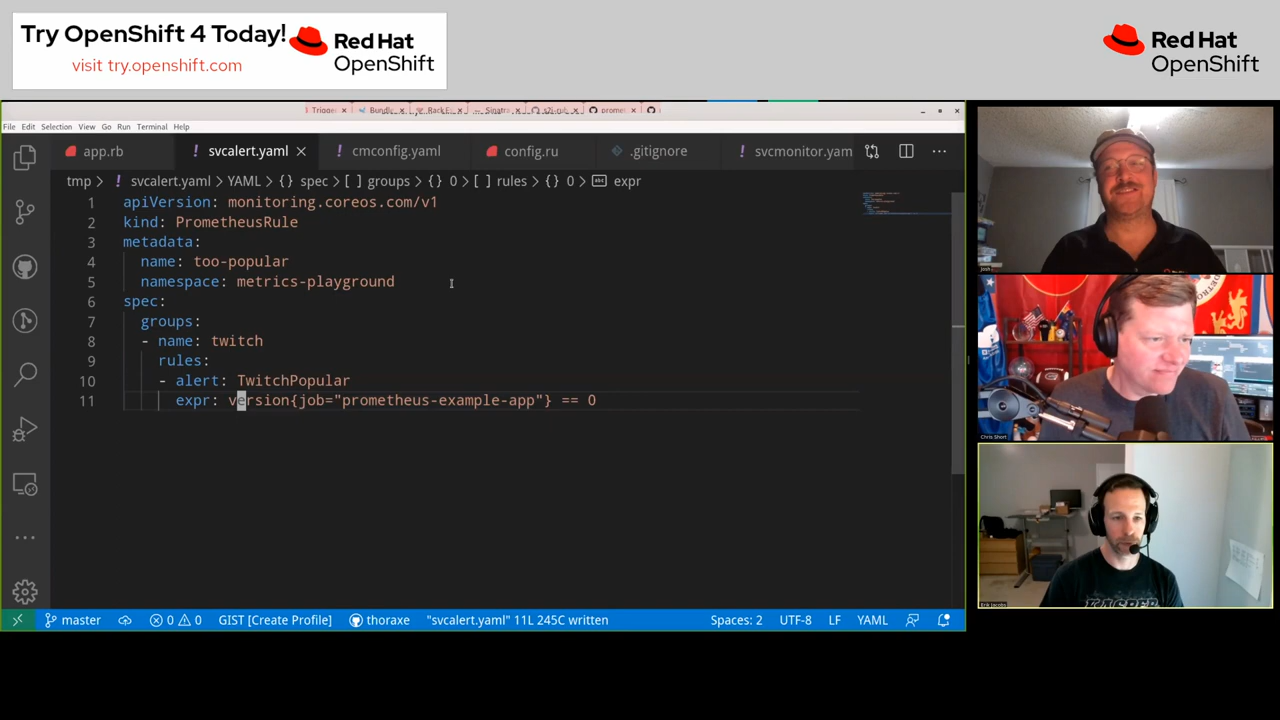 Try OpenShift 4 Today!
visit try.openshift.com
Red Hat
OpenShift
Red Hat
OpenShift
File Edit Selection View Go Run Terminal Help
app.rb
! svcalert.yaml
! cmconfig.yaml
config.ru
.gitignore
! svcmonitor.yam
tmp > ! svcalert.yaml > YAML > {} spec > [ ] groups > {} 0 > [ ] rules > {} 0 > expr
1 apiVersion: monitoring.coreos.com/v1
2 kind: PrometheusRule
3 metadata:
4 name: too-popular
5 namespace: metrics-playground
6 spec:
7 groups:
8 - name: twitch
9 rules:
10 - alert: TwitchPopular
11 expr: version{job="prometheus-example-app"} == 0
master
0 0
GIST [Create Profile]
thoraxe
"svcalert.yaml" 11L 245C written
Spaces: 2
UTF-8
LF
YAML
Josh
Chris Short
Erik Jacobs